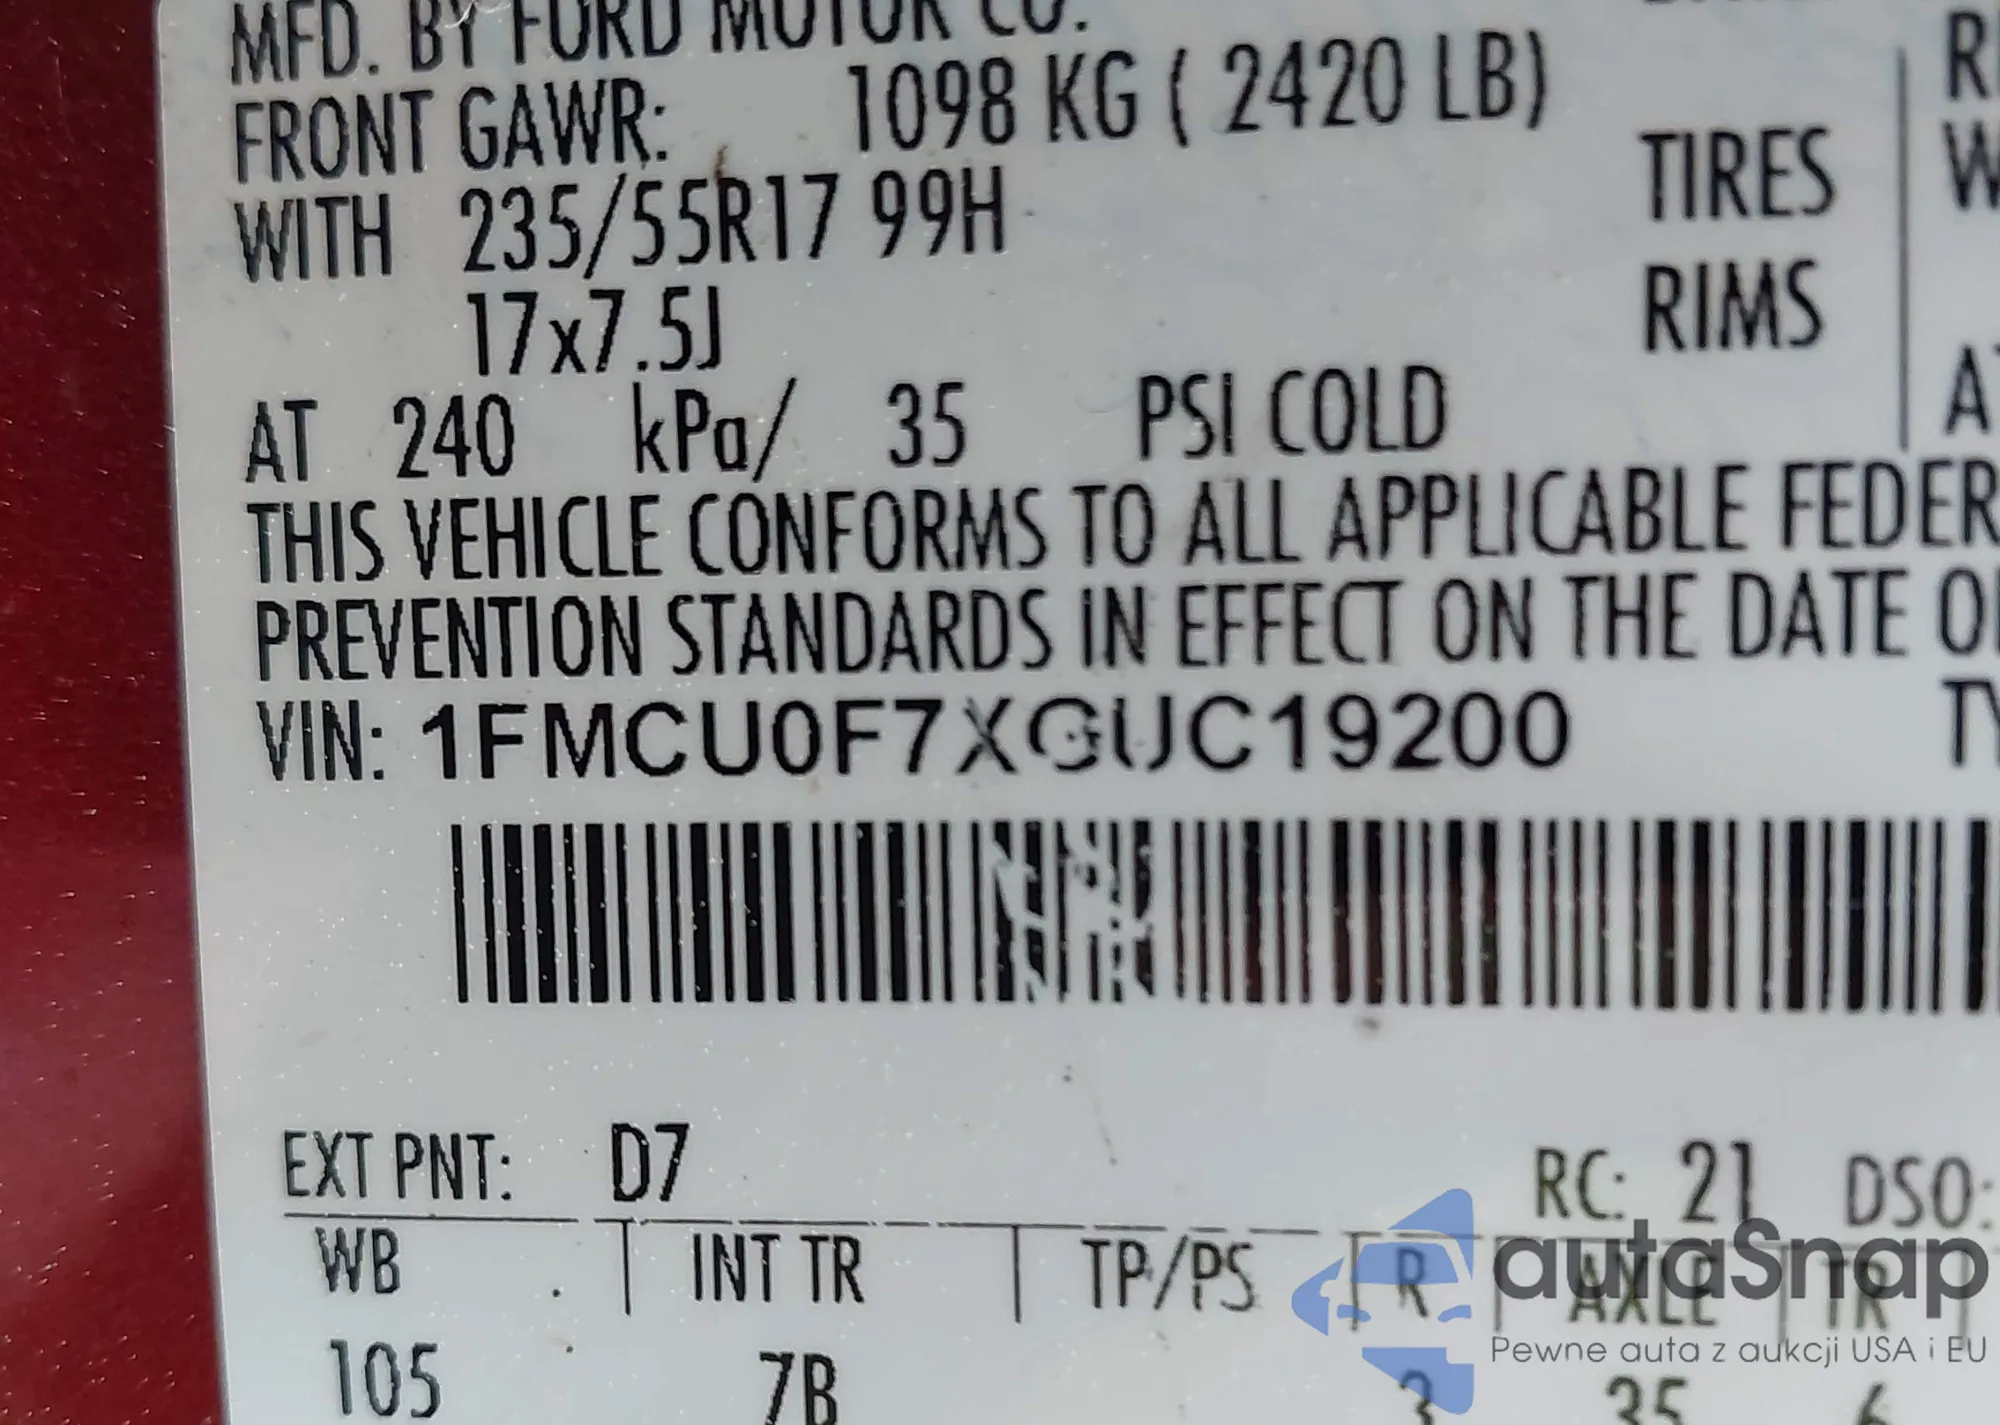 MFD. BY FORD MOTOR CO.
FRONT GAWR: 1098 KG ( 2420 LB)
WITH 235/55R17 99H TIRES
17x7.5J RIMS
AT 240 kPa/ 35 PSI COLD
THIS VEHICLE CONFORMS TO ALL APPLICABLE FEDER
PREVENTION STANDARDS IN EFFECT ON THE DATE
VIN: 1FMCU0F7XGUC19200
EXT PNT: D7 RC: 21 DSO:
WB INT TR TP/PS R AXLE TR
105 7B 3 35 6
autaSnap
Pewne auta z aukcji USA i EU